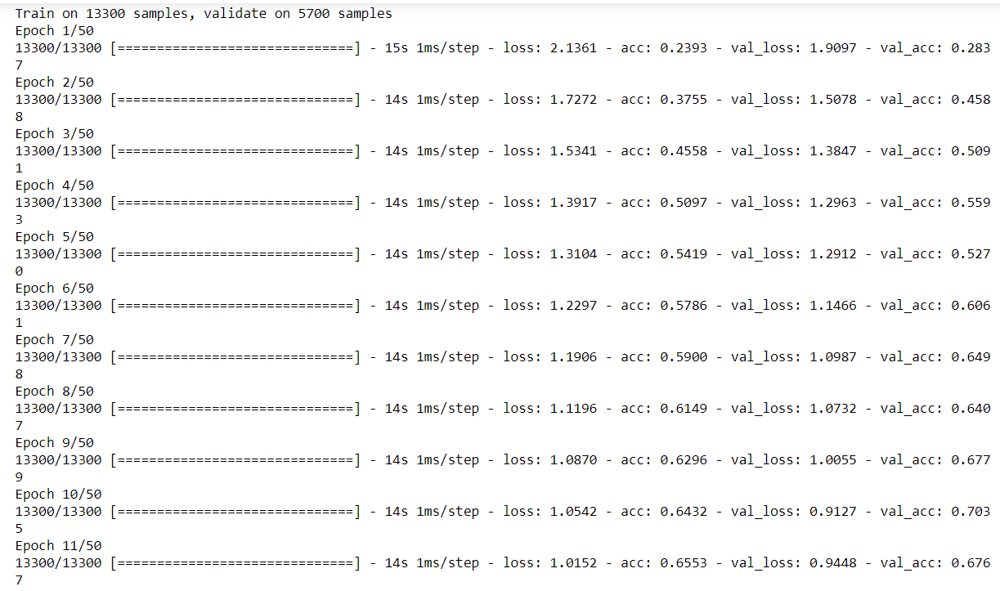 Train on 13300 samples, validate on 5700 samples
Epoch 1/50
13300/13300 [==============================] - 15s 1ms/step - loss: 2.1361 - acc: 0.2393 - val_loss: 1.9097 - val_acc: 0.283
7
Epoch 2/50
13300/13300 [==============================] - 14s 1ms/step - loss: 1.7272 - acc: 0.3755 - val_loss: 1.5078 - val_acc: 0.458
8
Epoch 3/50
13300/13300 [==============================] - 14s 1ms/step - loss: 1.5341 - acc: 0.4558 - val_loss: 1.3847 - val_acc: 0.509
1
Epoch 4/50
13300/13300 [==============================] - 14s 1ms/step - loss: 1.3917 - acc: 0.5097 - val_loss: 1.2963 - val_acc: 0.559
3
Epoch 5/50
13300/13300 [==============================] - 14s 1ms/step - loss: 1.3104 - acc: 0.5419 - val_loss: 1.2912 - val_acc: 0.527
0
Epoch 6/50
13300/13300 [==============================] - 14s 1ms/step - loss: 1.2297 - acc: 0.5786 - val_loss: 1.1466 - val_acc: 0.606
1
Epoch 7/50
13300/13300 [==============================] - 14s 1ms/step - loss: 1.1906 - acc: 0.5900 - val_loss: 1.0987 - val_acc: 0.649
8
Epoch 8/50
13300/13300 [==============================] - 14s 1ms/step - loss: 1.1196 - acc: 0.6149 - val_loss: 1.0732 - val_acc: 0.640
7
Epoch 9/50
13300/13300 [==============================] - 14s 1ms/step - loss: 1.0870 - acc: 0.6296 - val_loss: 1.0055 - val_acc: 0.677
9
Epoch 10/50
13300/13300 [==============================] - 14s 1ms/step - loss: 1.0542 - acc: 0.6432 - val_loss: 0.9127 - val_acc: 0.703
5
Epoch 11/50
13300/13300 [==============================] - 14s 1ms/step - loss: 1.0152 - acc: 0.6553 - val_loss: 0.9448 - val_acc: 0.676
7